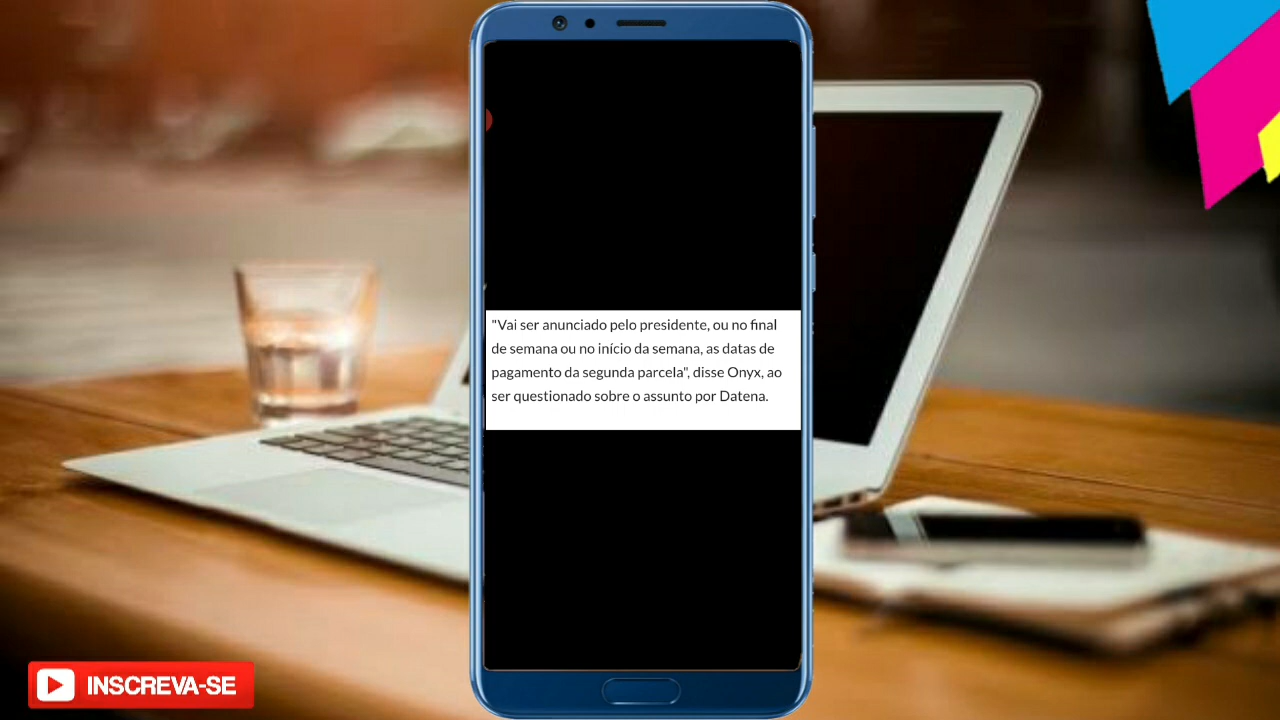 "Vai ser anunciado pelo presidente, ou no final
de semana ou no início da semana, as datas de
pagamento da segunda parcela", disse Onyx, ao
ser questionado sobre o assunto por Datena.
INSCREVA-SE